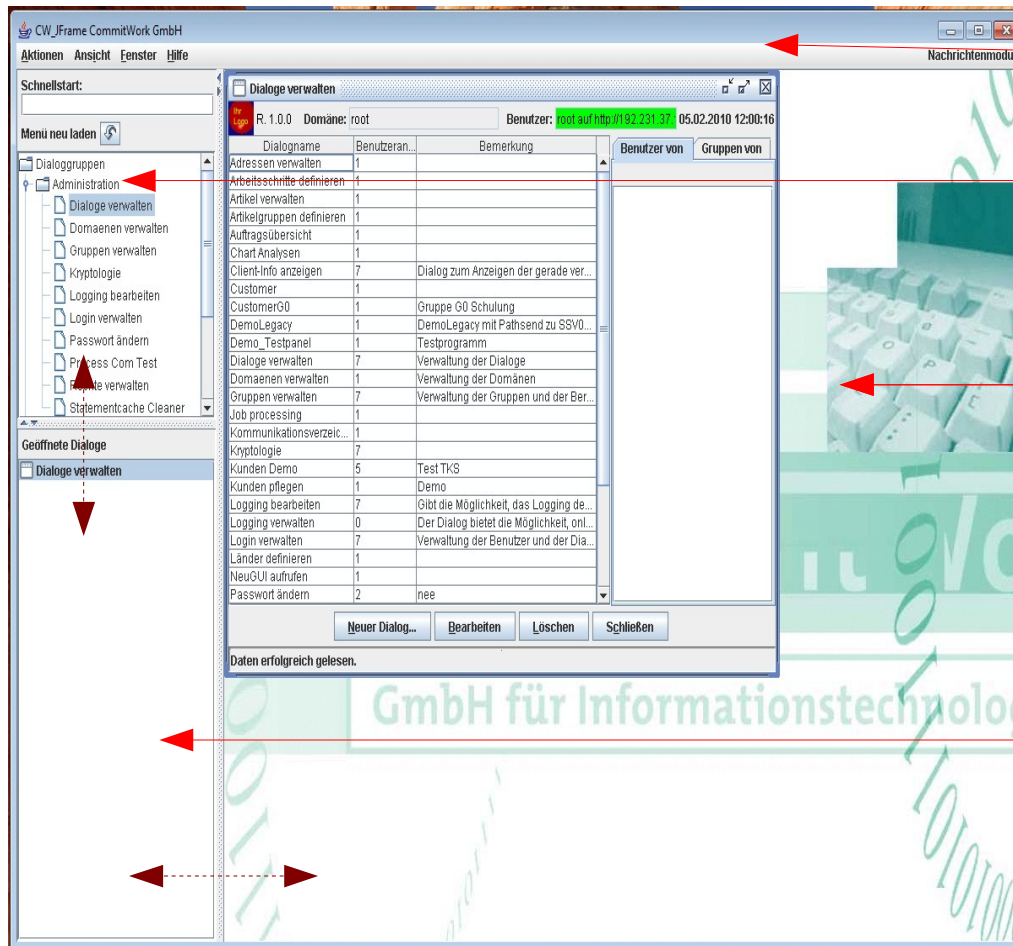 CW_JFrame CommitWork GmbH
Aktionen Ansicht Fenster Hilfe
Nachrichtenmodu
Schnellstart:
Menü neu laden
Dialoggruppen
Administration
Dialoge verwalten
Domaenen verwalten
Gruppen verwalten
Kryptologie
Logging bearbeiten
Login verwalten
Passwort ändern
Process Com Test
verwalten
Statementcache Cleaner
Geöffnete Dialoge
Dialoge verwalten
Dialoge verwalten
Ihr
Logo
R. 1.0.0 Domäne: root Benutzer: root auf http://192.231.37. 05.02.2010 12:00:16
Dialogname Benutzeran... Bemerkung
Adressen verwalten 1
Arbeitsschritte definieren 1
Artikel verwalten 1
Artikelgruppen definieren 1
Auftragsübersicht 1
Chart Analysen 1
Client-Info anzeigen 7 Dialog zum Anzeigen der gerade ver...
Customer 1
CustomerG0 1 Gruppe G0 Schulung
DemoLegacy 1 DemoLegacy mit Pathsend zu SSV0...
Demo_Testpanel 1 Testprogramm
Dialoge verwalten 7 Verwaltung der Dialoge
Domaenen verwalten 1 Verwaltung der Domänen
Gruppen verwalten 7 Verwaltung der Gruppen und der Ber...
Job processing 1
Kommunikationsverzeic... 1
Kryptologie 7
Kunden Demo 5 Test TKS
Kunden pflegen 1 Demo
Logging bearbeiten 7 Gibt die Möglichkeit, das Logging de...
Logging verwalten 0 Der Dialog bietet die Möglichkeit, onl...
Login verwalten 7 Verwaltung der Benutzer und der Dia...
Länder definieren 1
NeuGUI aufrufen 1
Passwort ändern 2 nee
Benutzer von Gruppen von
Neuer Dialog... Bearbeiten Löschen Schließen
Daten erfolgreich gelesen.
GmbH für Informationstechnolo